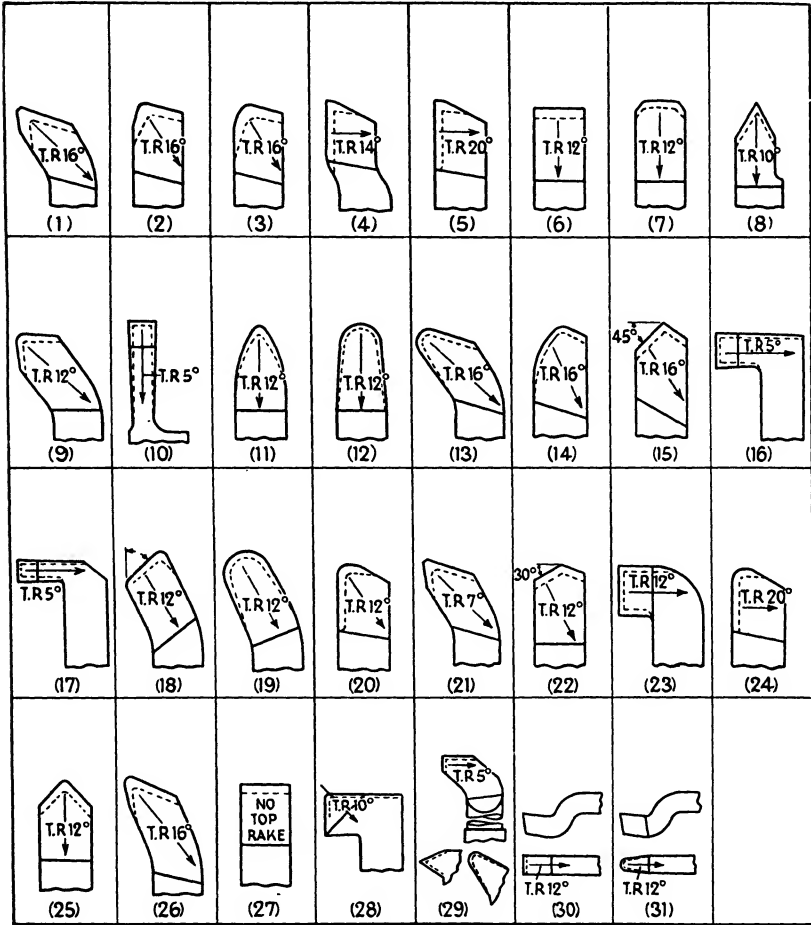 T.R 16° T.R 16° T.R 16° T.R 14° T.R 20° T.R 12° T.R 12° T.R 10°
(1) (2) (3) (4) (5) (6) (7) (8)
45°
T.R 12° T.R 5° T.R 12° T.R 12° T.R 16° T.R 16° T.R 16° T.R 5°
(9) (10) (11) (12) (13) (14) (15) (16)
30°
T.R 5° T.R 12° T.R 12° T.R 12° T.R 7° T.R 12° T.R 12° T.R 20°
(17) (18) (19) (20) (21) (22) (23) (24)
T.R 12° T.R 16° NO TOP RAKE T.R 10° T.R 5° T.R 12° T.R 12°
(25) (26) (27) (28) (29) (30) (31)